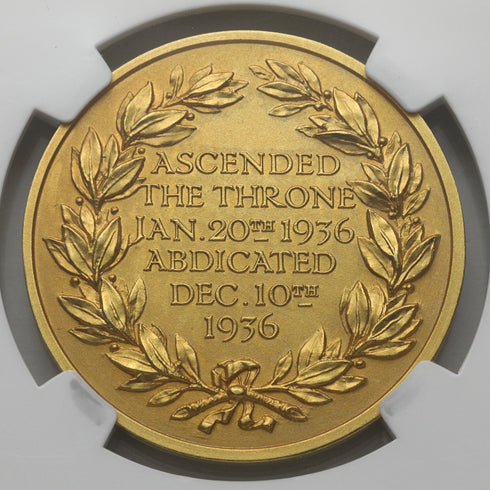 ASCENDED
THE THRONE
JAN. 20TH 1936
ABDICATED
DEC. 10TH
1936